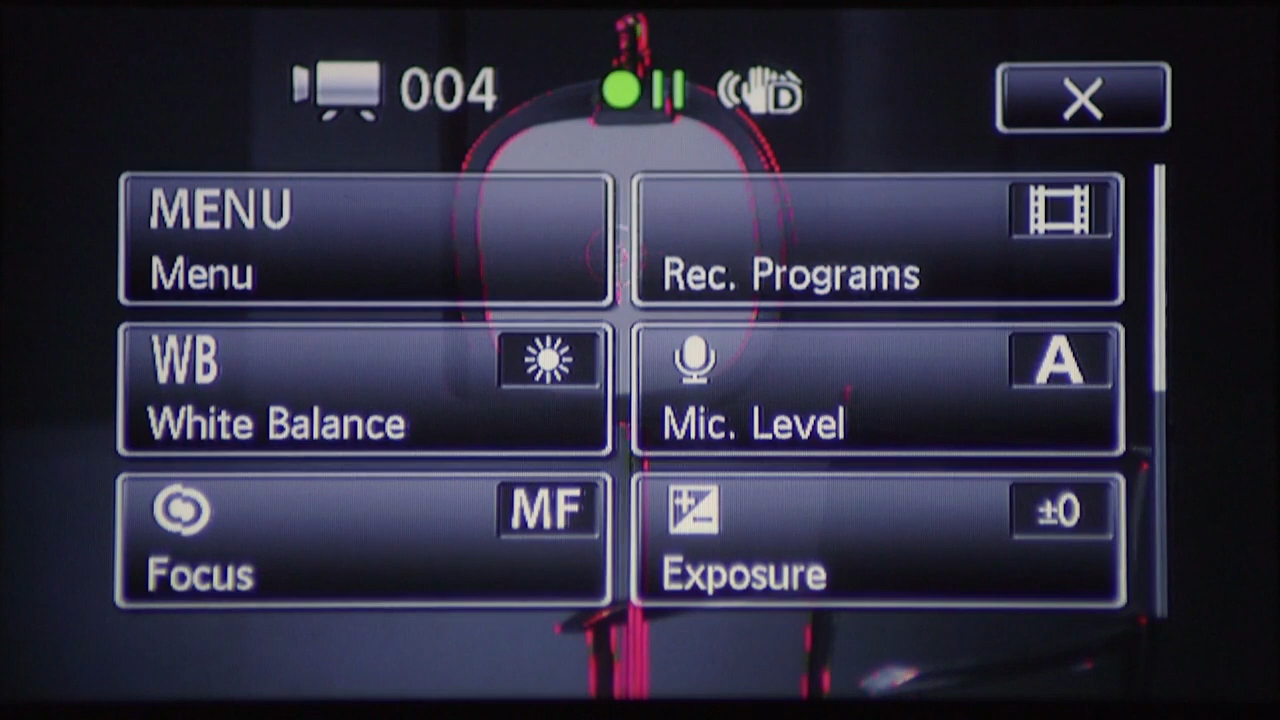 004
MENU
Menu
Rec. Programs
WB
White Balance
A
Mic. Level
MF
Focus
±0
Exposure
D